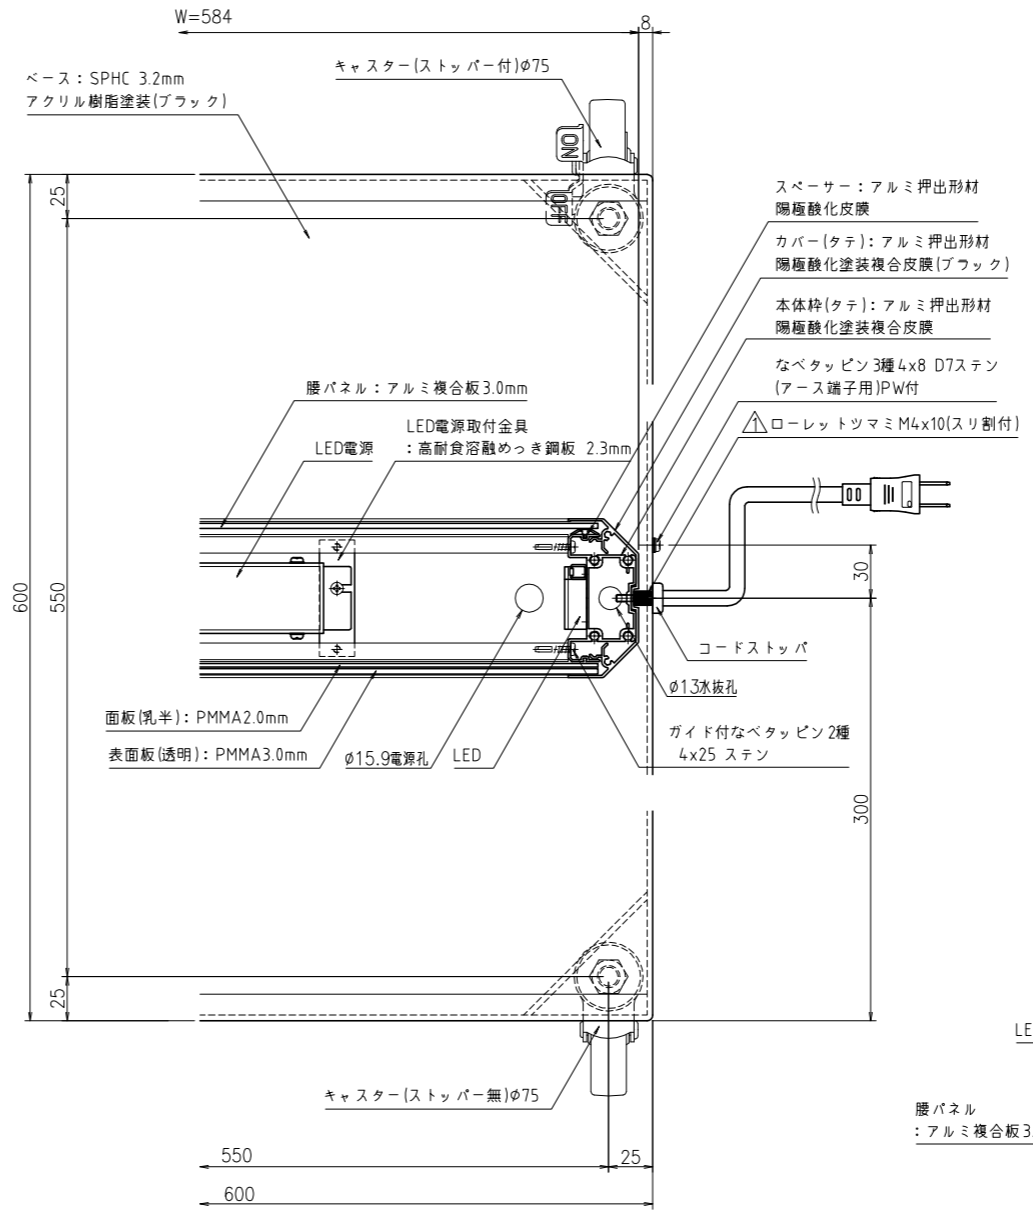 W=584
8
キャスター(ストッパー付)φ75
ベース：SPHC 3.2mm
アクリル樹脂塗装(ブラック)
ON
OFF
25
スペーサー：アルミ押出形材
陽極酸化皮膜
カバー(タテ)：アルミ押出形材
陽極酸化塗装複合皮膜(ブラック)
本体枠(タテ)：アルミ押出形材
陽極酸化塗装複合皮膜
なべタッピン3種4x8 D7ステン
(アース端子用)PW付
1 ローレットツマミM4x10(スリ割付)
腰パネル：アルミ複合板3.0mm
LED電源取付金具
：高耐食溶融めっき鋼板 2.3mm
LED電源
600
550
30
コードストッパ
φ13水抜孔
面板(乳半)：PMMA2.0mm
表面板(透明)：PMMA3.0mm
φ15.9電源孔
LED
ガイド付なベタッピン2種
4x25 ステン
300
25
キャスター(ストッパー無)φ75
LE
腰パネル
：アルミ複合板3.
550
25
600